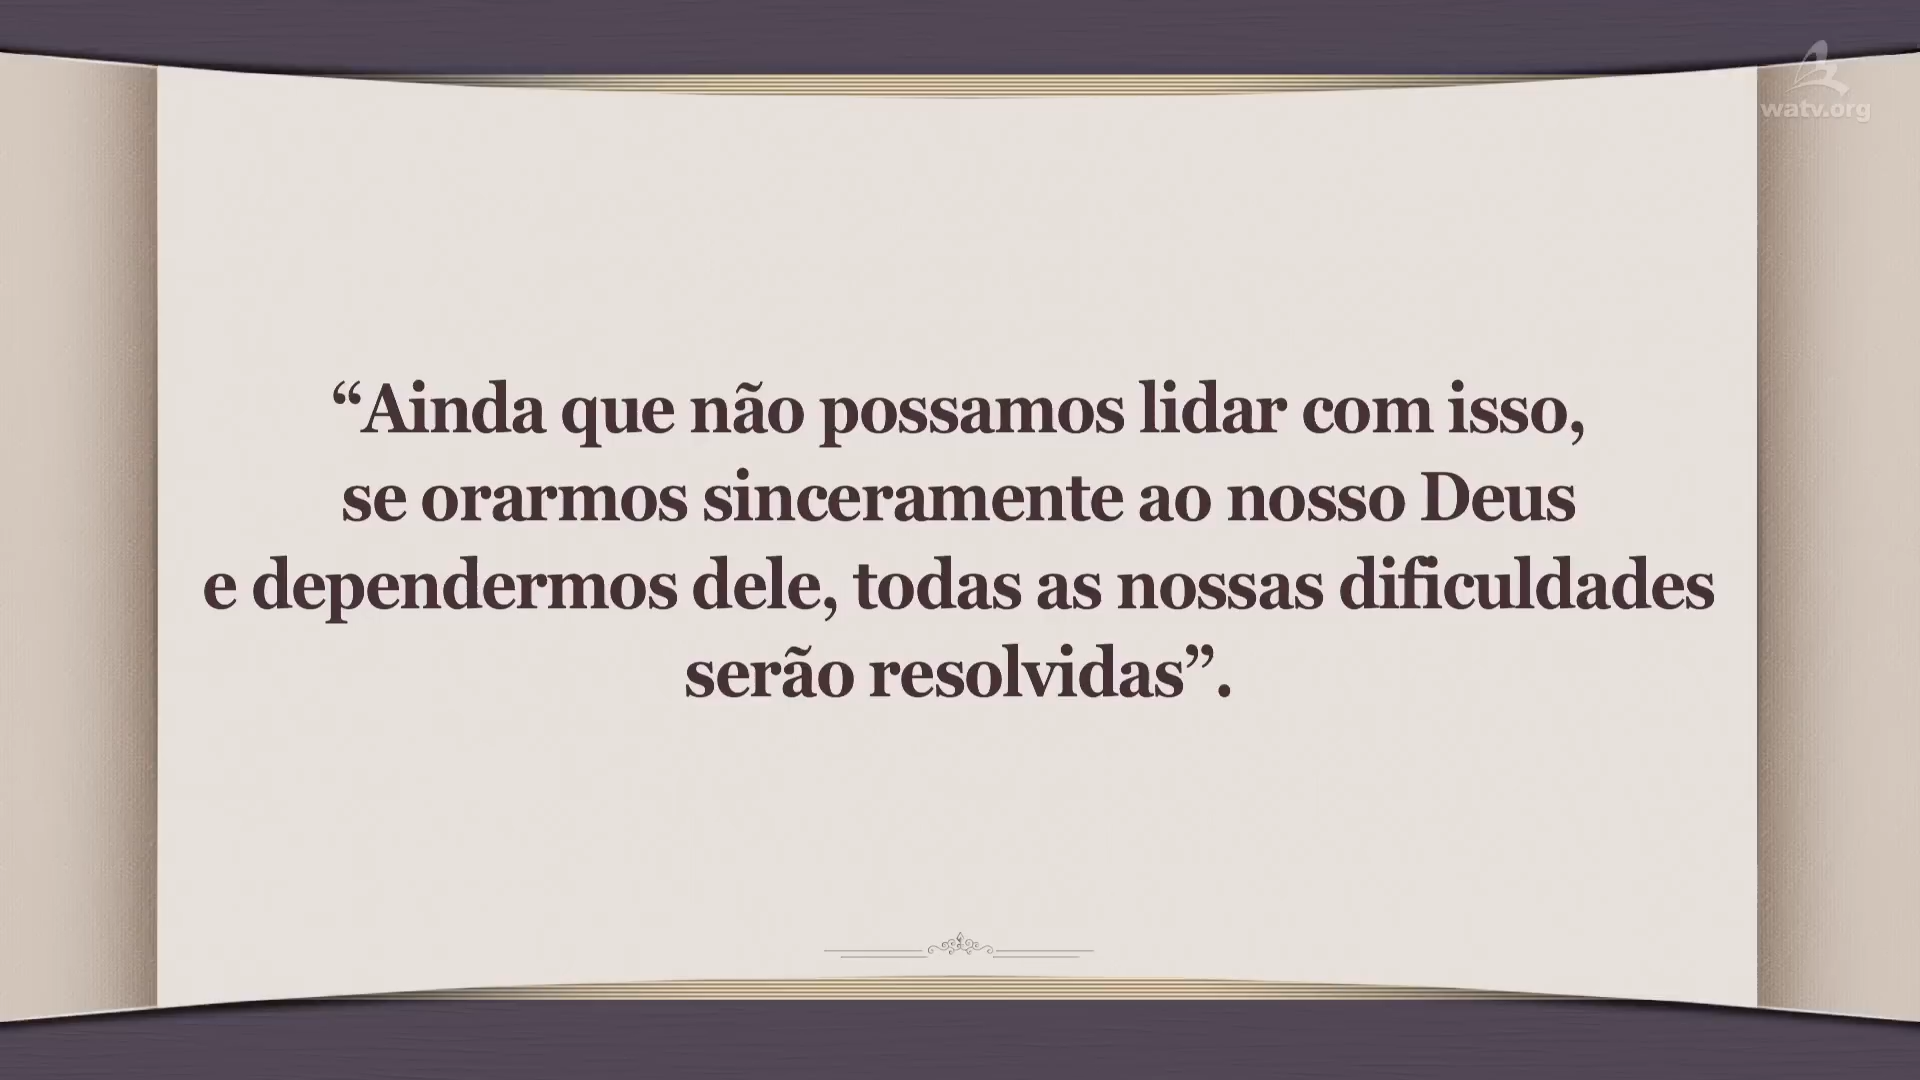 watv.org
“Ainda que não possamos lidar com isso,
se orarmos sinceramente ao nosso Deus
e dependermos dele, todas as nossas dificuldades
serão resolvidas”.